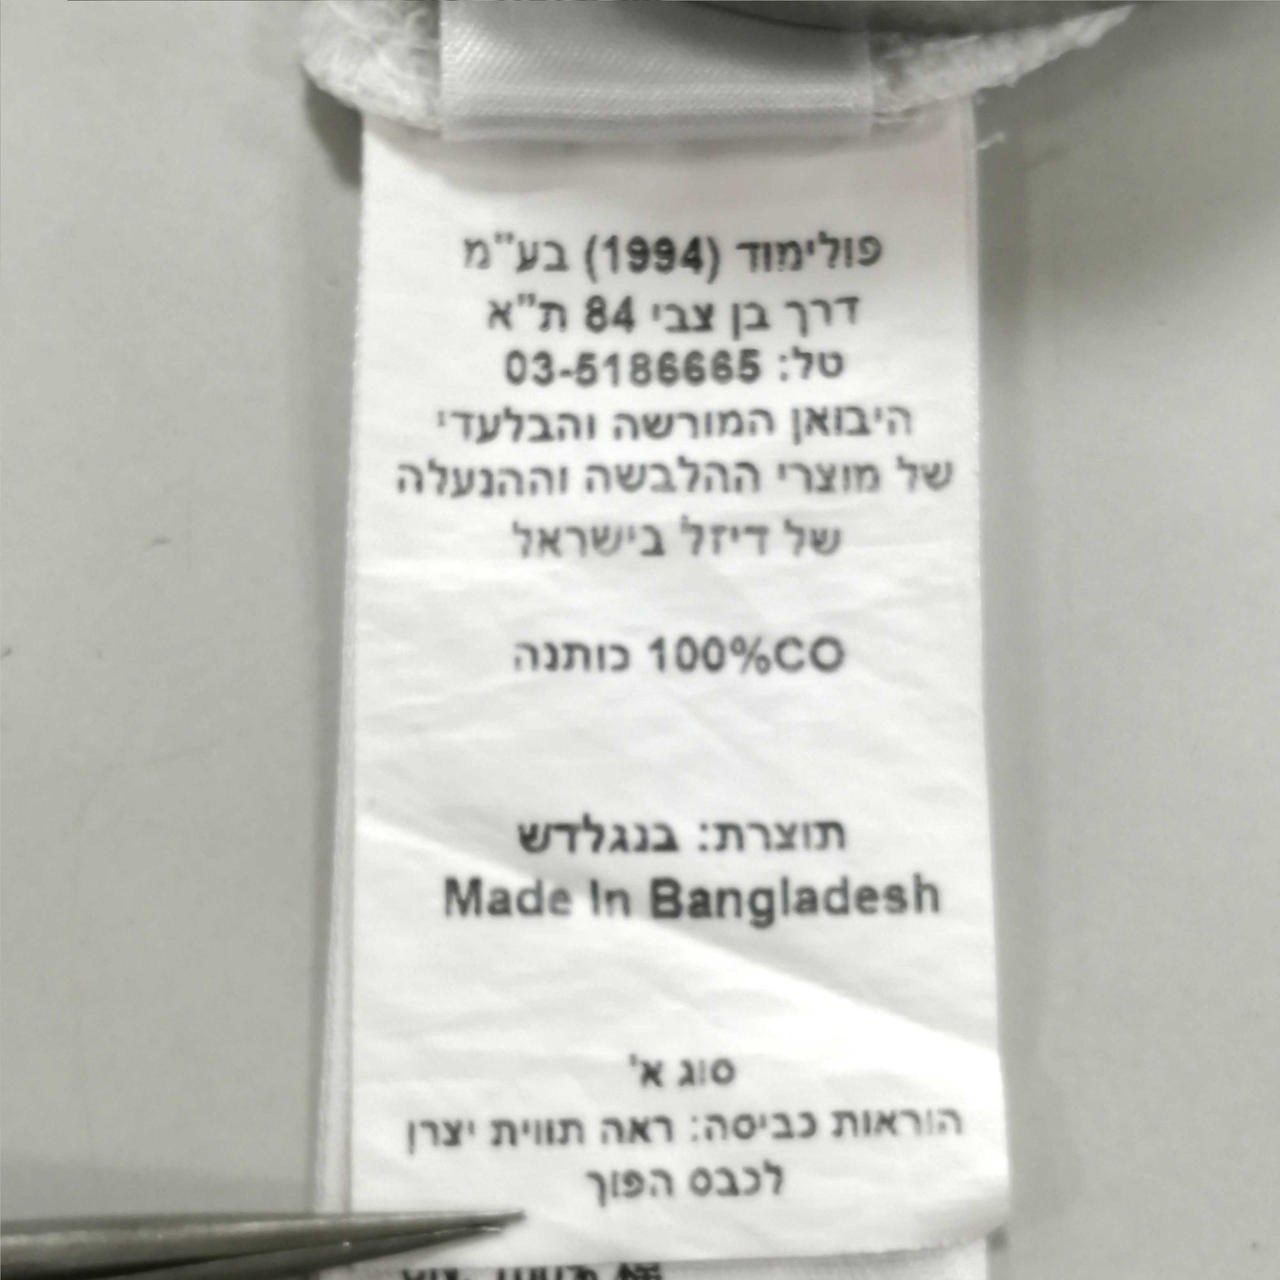 פולימוד (1994) בע"מ
דרך בן צבי 84 ת"א
טל: 03-5186665
היבואן המורשה והבלעדי
של מוצרי ההלבשה וההנעלה
של דיזל בישראל
100%CO כותנה
תוצרת: בנגלדש
Made In Bangladesh
סוג א'
הוראות כביסה: ראה תווית יצרן
לכבס הפוך